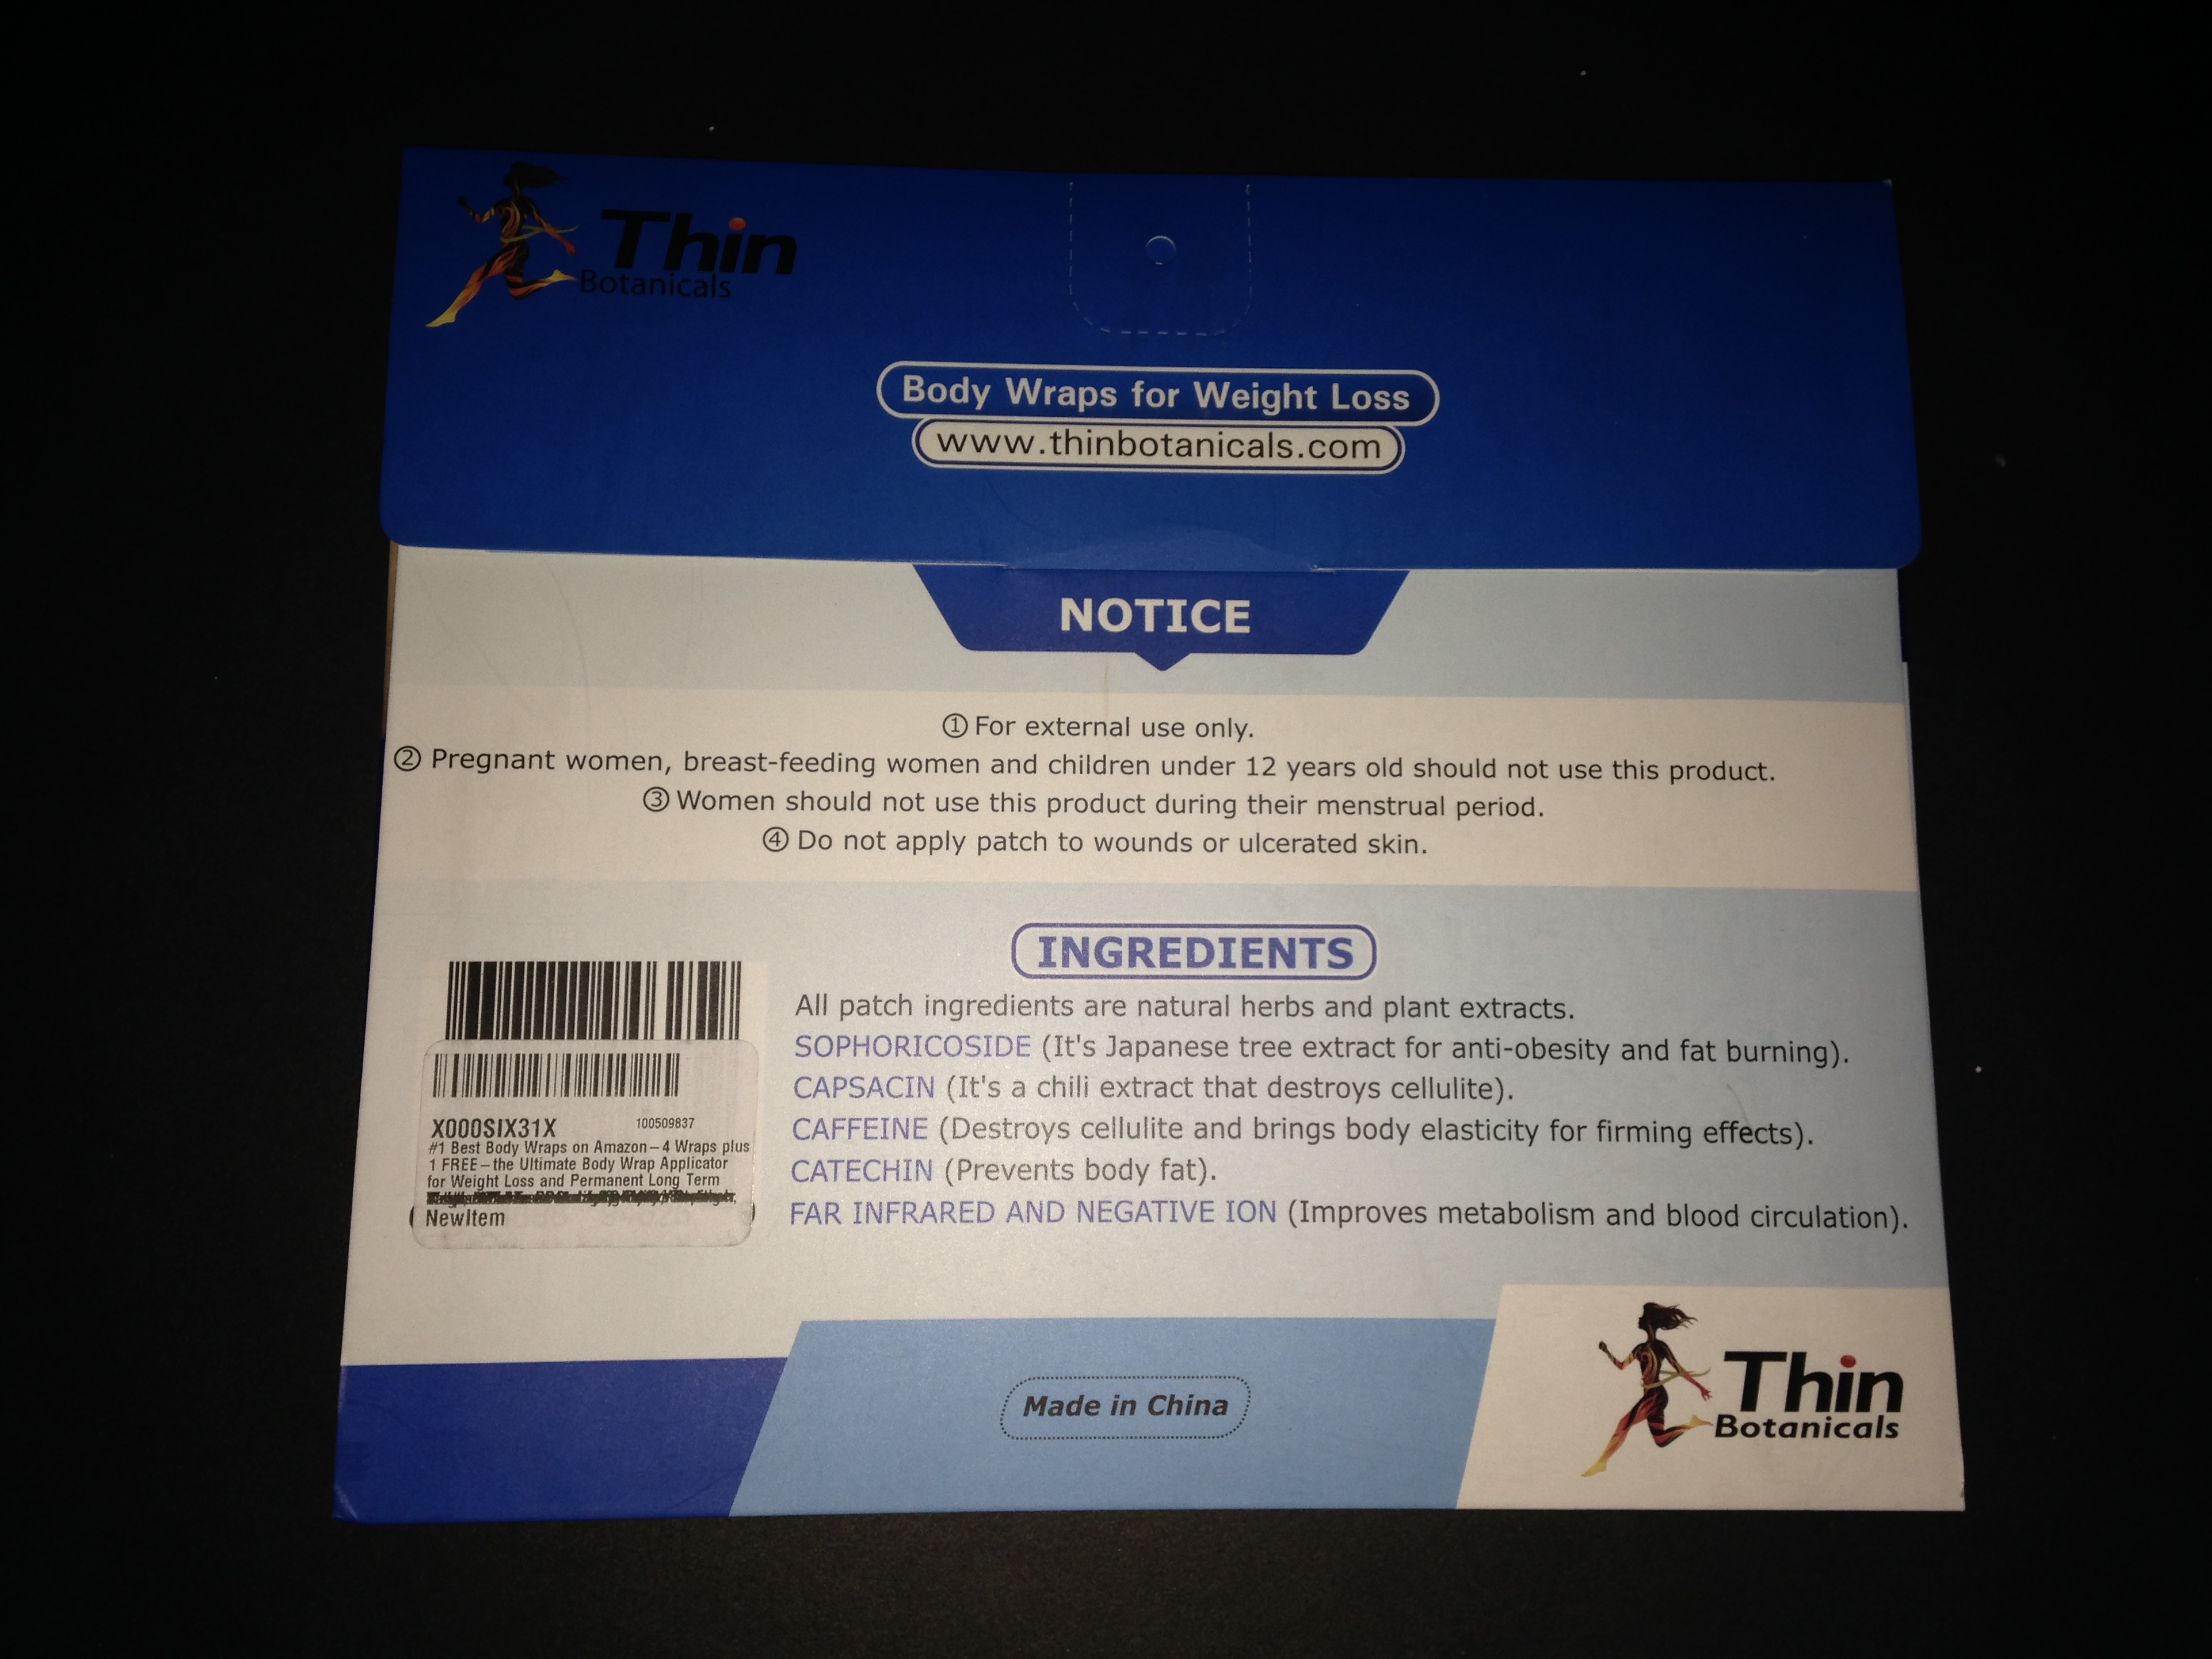 Thin
Botanicals
Body Wraps for Weight Loss
www.thinbotanicals.com
NOTICE
① For external use only.
② Pregnant women, breast-feeding women and children under 12 years old should not use this product.
③ Women should not use this product during their menstrual period.
④ Do not apply patch to wounds or ulcerated skin.
INGREDIENTS
All patch ingredients are natural herbs and plant extracts.
SOPHORICOSIDE (It's Japanese tree extract for anti-obesity and fat burning).
CAPSACIN (It's a chili extract that destroys cellulite).
CAFFEINE (Destroys cellulite and brings body elasticity for firming effects).
CATECHIN (Prevents body fat).
FAR INFRARED AND NEGATIVE ION (Improves metabolism and blood circulation).
X000SIX31X 100509837
#1 Best Body Wraps on Amazon – 4 Wraps plus
1 FREE – the Ultimate Body Wrap Applicator
for Weight Loss and Permanent Long Term
NewItem
Made in China
Thin
Botanicals